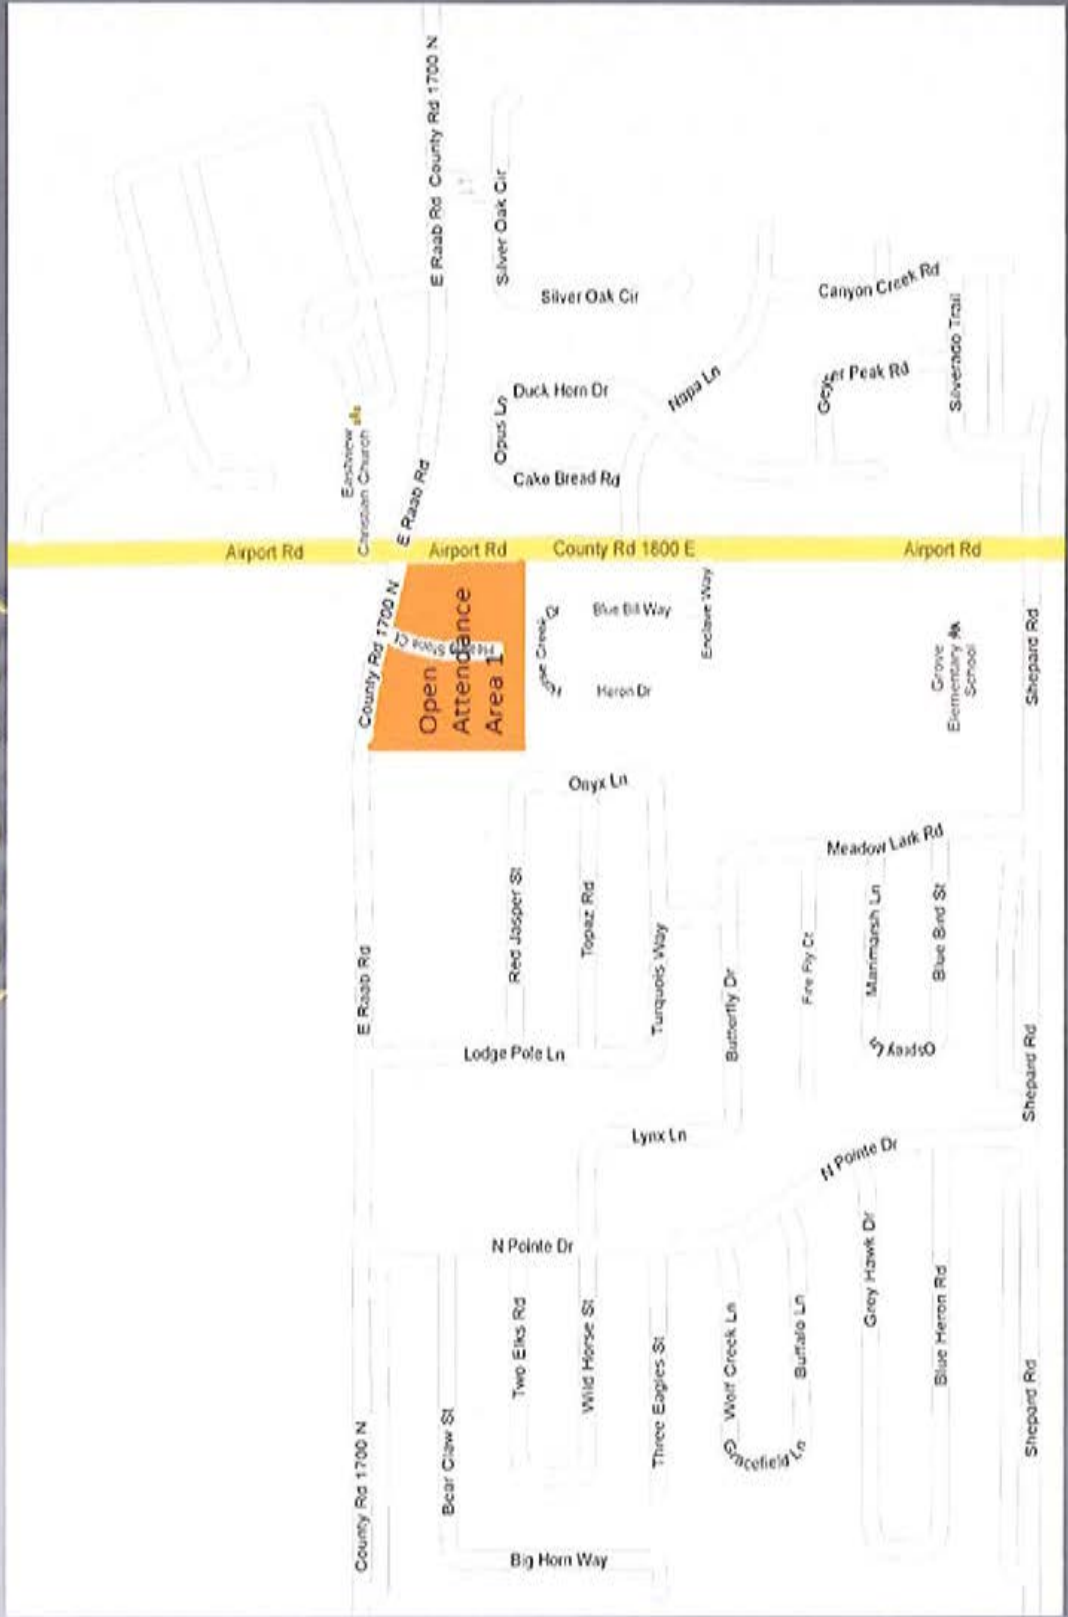 E Raab Rd County Rd 1700 N
Silver Oak Cir
Silver Oak Cir
Canyon Creek Rd
Silverado Trail
Geyser Peak Rd
Napa Ln
Duck Horn Dr
Opus Ln
Cake Bread Rd
Eastview
Christian Church
E Raab Rd
Airport Rd
Airport Rd
County Rd 1800 E
Airport Rd
County Rd 1700 N
Stone Ct
Open
Attendance
Area 1
Creek
Blue Bill Way
Heron Dr
Enclave Way
Grove
Elementary
School
Shepard Rd
Onyx Ln
Meadow Lark Rd
E Raab Rd
Red Jasper St
Topaz Rd
Turquois Way
Butterfly Dr
Fire Fly Ct
Blue Bird St
Osprey
Lodge Pole Ln
Shepard Rd
Lynx Ln
N Pointe Dr
N Pointe Dr
County Rd 1700 N
Bear Claw St
Two Elks Rd
Wild Horse St
Three Eagles St
Wolf Creek Ln
Buffalo Ln
Gracefield Ln
Grey Hawk Dr
Blue Heron Rd
Shepard Rd
Big Horn Way